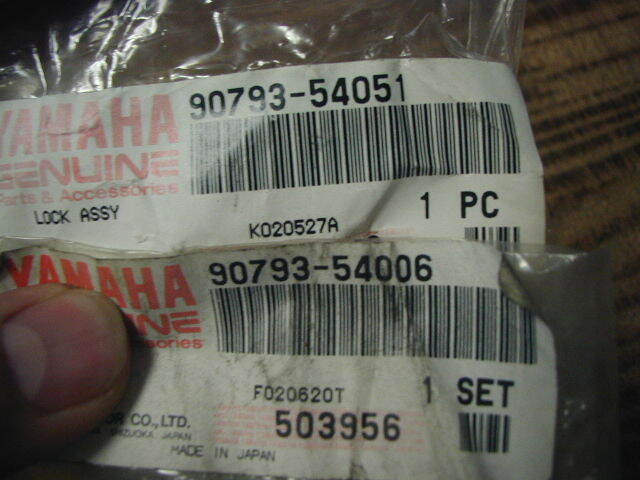 90793-54051
YAMAHA
GENUINE
Parts & Accessories
LOCK ASSY
K020527A
1 PC
YAMAHA
90793-54006
F020620T
1 SET
CO.,LTD.
503956
JAPAN
MADE IN JAPAN